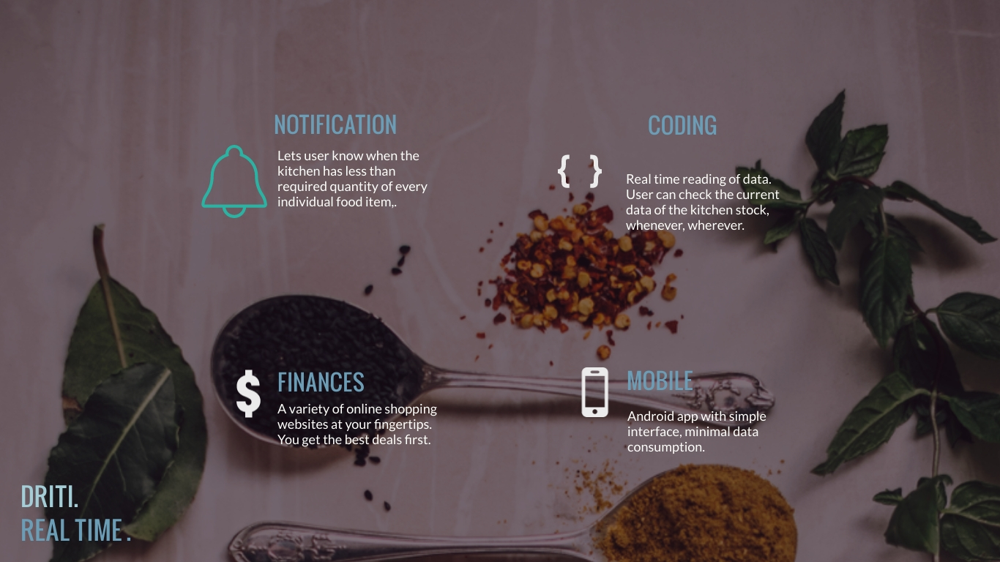 NOTIFICATION
Lets user know when the
kitchen has less than
required quantity of every
individual food item,.
CODING
{ }
Real time reading of data.
User can check the current
data of the kitchen stock,
whenever, wherever.
$
FINANCES
A variety of online shopping
websites at your fingertips.
You get the best deals first.
MOBILE
Android app with simple
interface, minimal data
consumption.
DRITI.
REAL TIME .